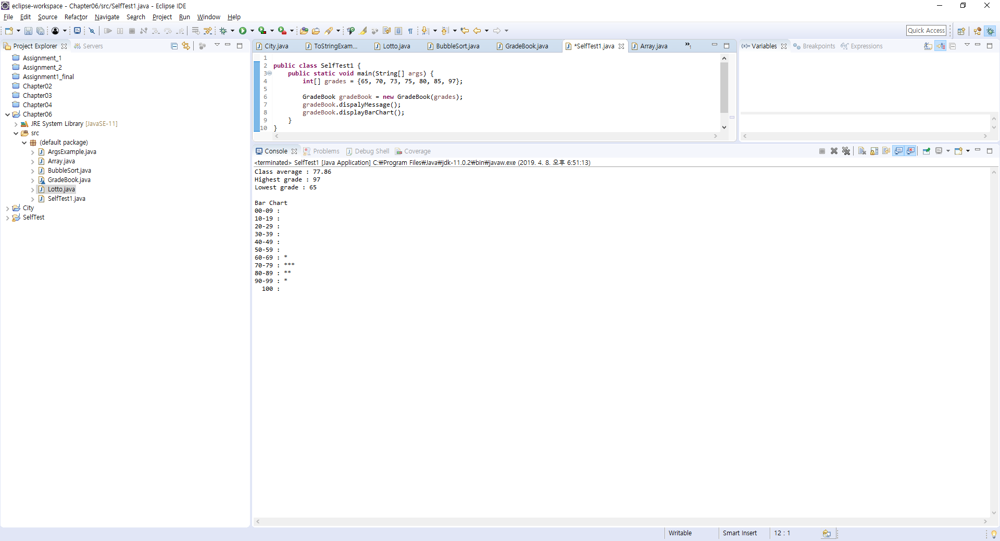 eclipse-workspace - Chapter06/src/SelfTest1.java - Eclipse IDE
File Edit Source Refactor Navigate Search Project Run Window Help
Quick Access
Project Explorer Servers
Assignment_1
Assignment_2
Assignment1_final
Chapter02
Chapter03
Chapter04
Chapter06
JRE System Library [JavaSE-11]
src
(default package)
ArgsExample.java
Array.java
BubbleSort.java
GradeBook.java
Lotto.java
SelfTest1.java
City
SelfTest
City.java ToStringExam... Lotto.java BubbleSort.java GradeBook.java *SelfTest1.java Array.java »1
1
2 public class SelfTest1 {
3 public static void main(String[] args) {
4 int[] grades = {65, 70, 73, 75, 80, 85, 97};
5
6 GradeBook gradeBook = new GradeBook(grades);
7 gradeBook.dispalyMessage();
8 gradeBook.displayBarChart();
9 }
10 }
(x)= Variables Breakpoints Expressions
Console Problems Debug Shell Coverage
<terminated> SelfTest1 [Java Application] C:₩Program Files₩Java₩jdk-11.0.2₩bin₩javaw.exe (2019. 4. 8. 오후 6:51:13)
Class average : 77.86
Highest grade : 97
Lowest grade : 65
Bar Chart
00-09 :
10-19 :
20-29 :
30-39 :
40-49 :
50-59 :
60-69 : *
70-79 : ***
80-89 : **
90-99 : *
100 :
Writable Smart Insert 12 : 1